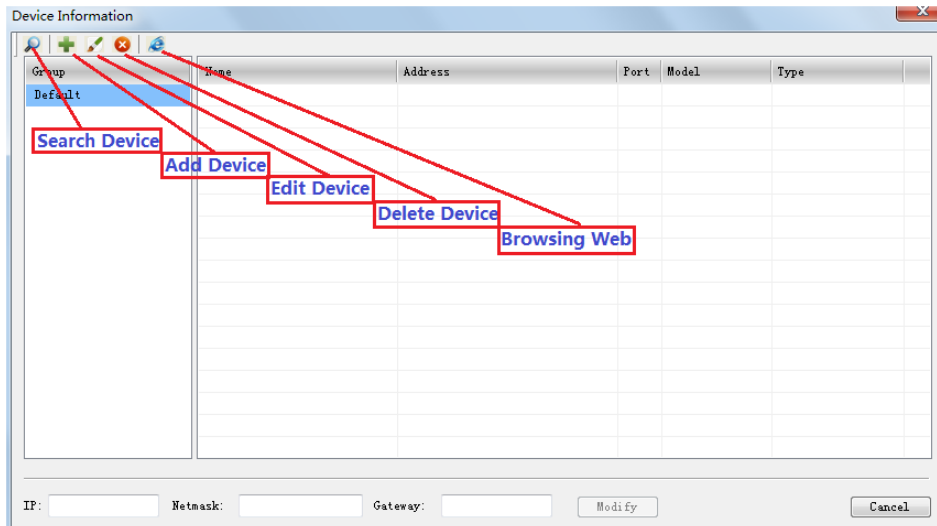 Device Information
Group Name Address Port Model Type
Default
Search Device
Add Device
Edit Device
Delete Device
Browsing Web
IP: Netmask: Gateway: Modify Cancel